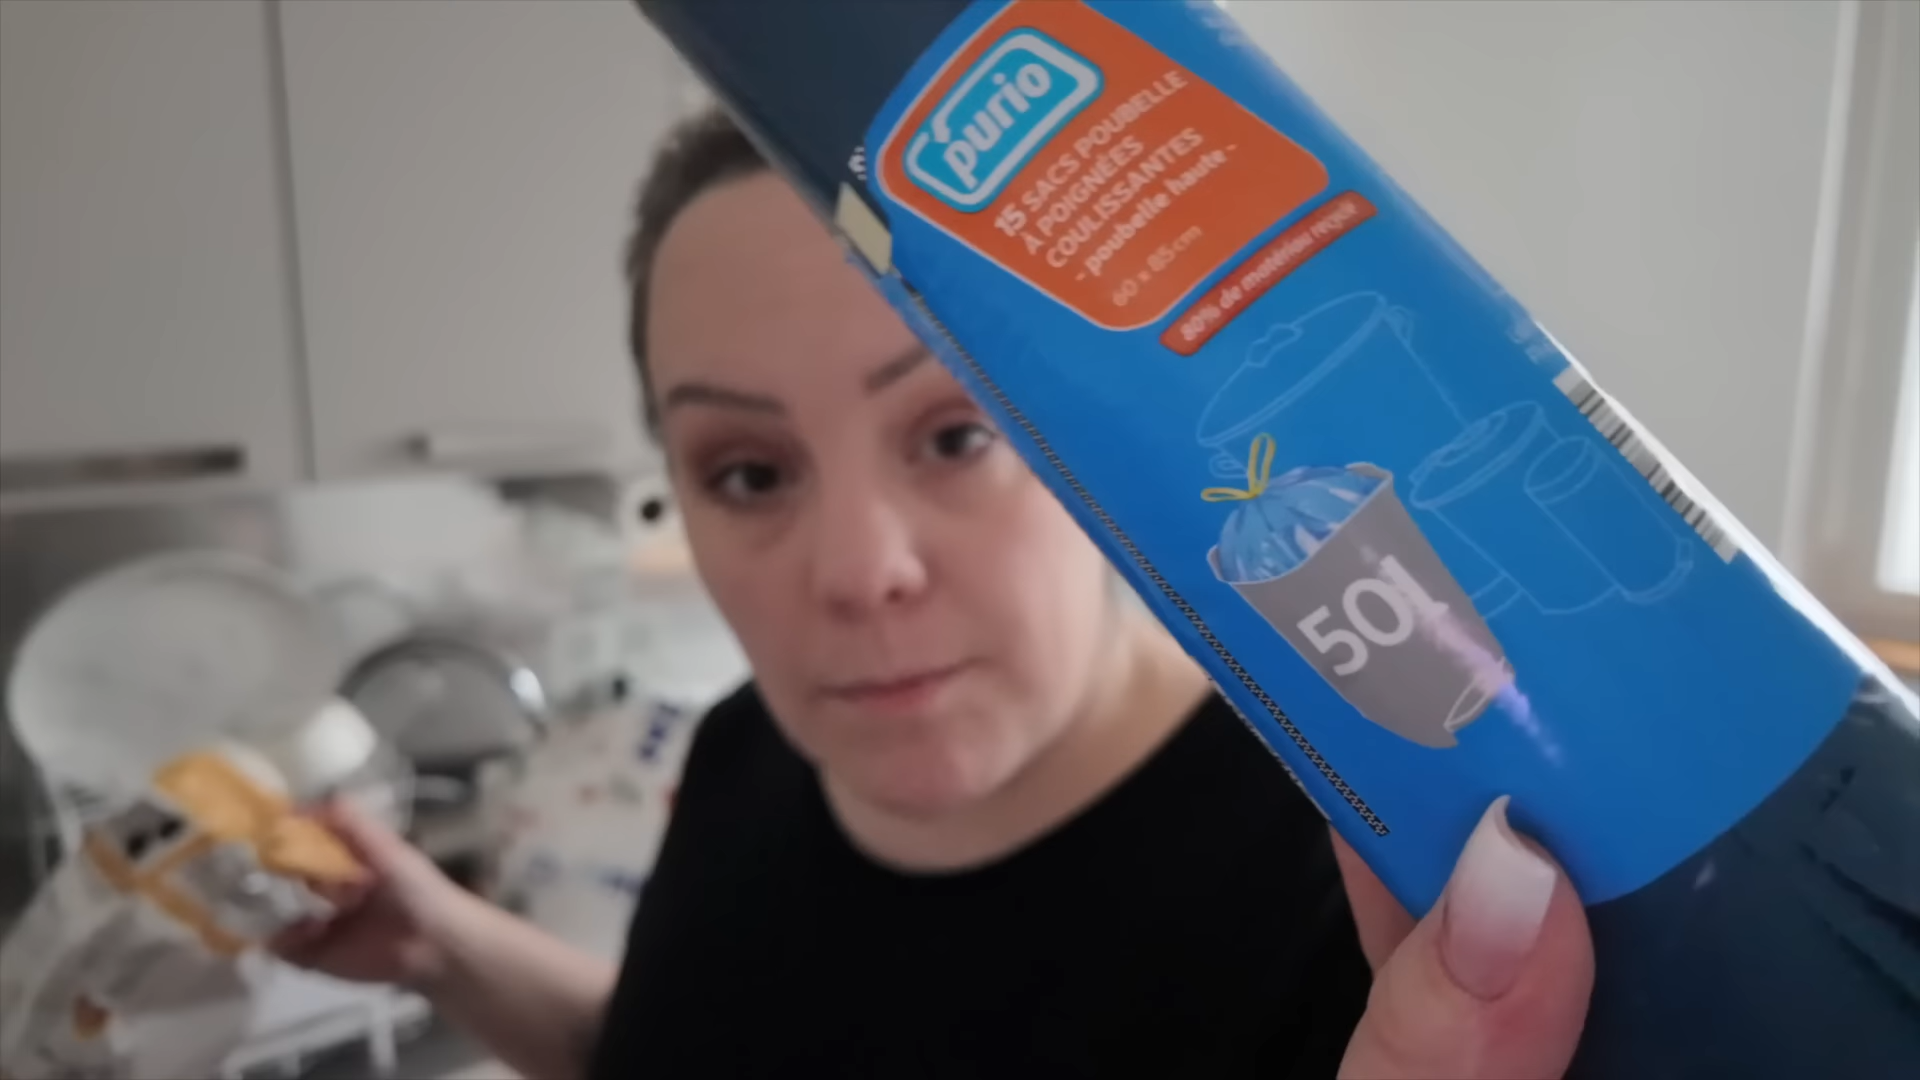 purio
15 SACS POUBELLE
À POIGNÉES
COULISSANTES
- poubelle haute -
60 x 85 cm
80% de matériau recyclé
50l